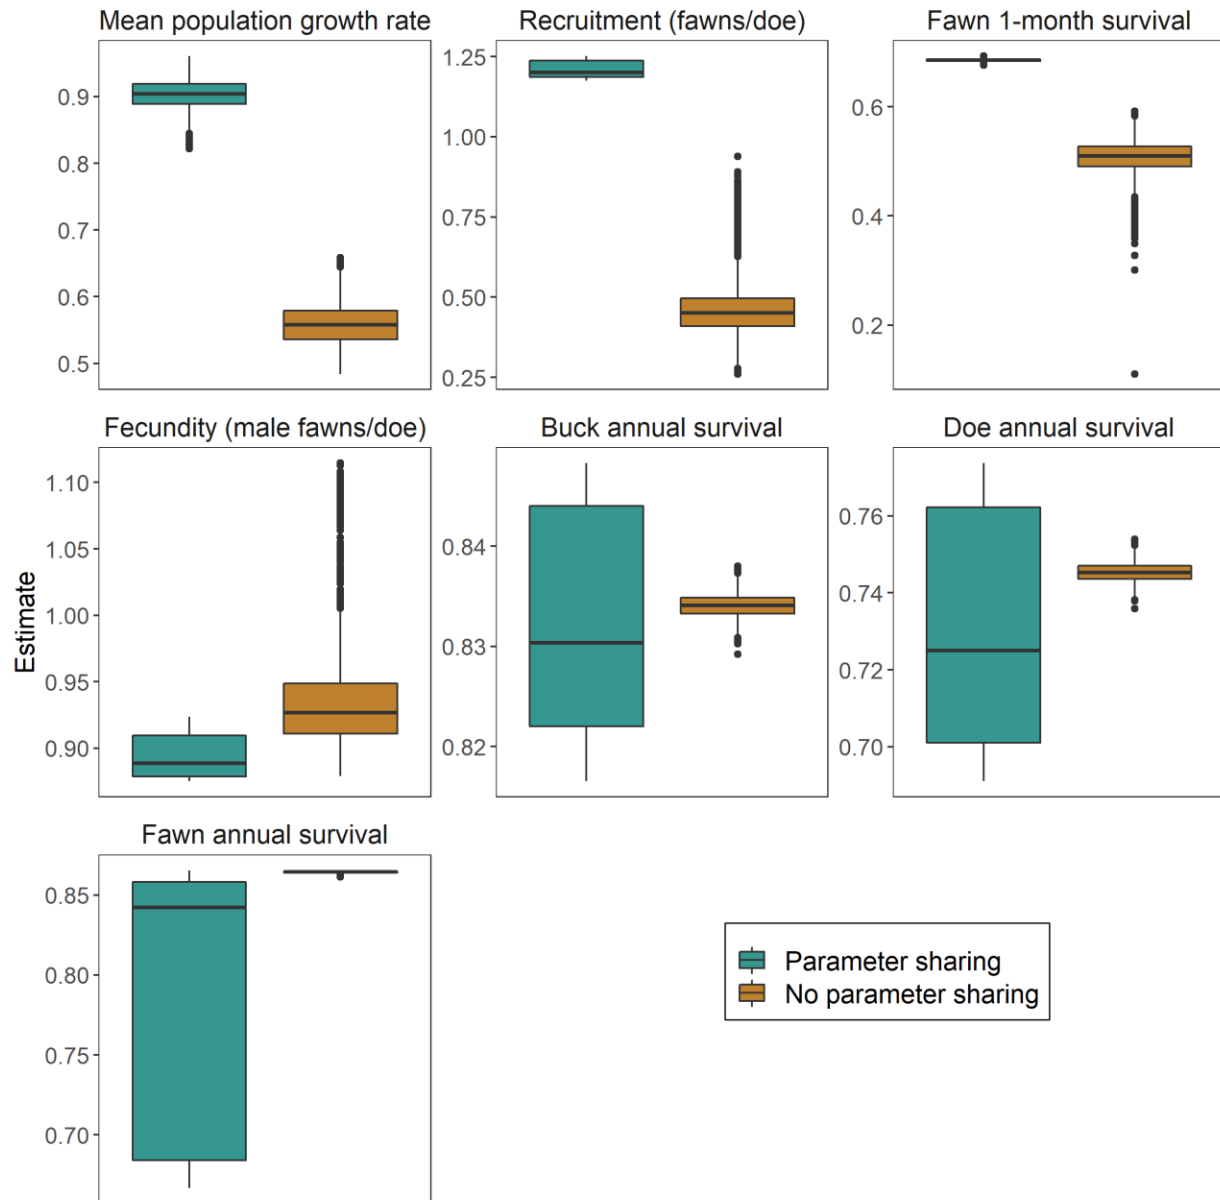 Mean population growth rate
0.9
0.8
0.7
0.6
0.5
Recruitment (fawns/doe)
1.25
1.00
0.75
0.50
0.25
Fawn 1-month survival
0.6
0.4
0.2
Fecundity (male fawns/doe)
1.10
1.05
1.00
0.95
0.90
Buck annual survival
0.84
0.83
0.82
Doe annual survival
0.76
0.74
0.72
0.70
Estimate
Fawn annual survival
0.85
0.80
0.75
0.70
Parameter sharing
No parameter sharing